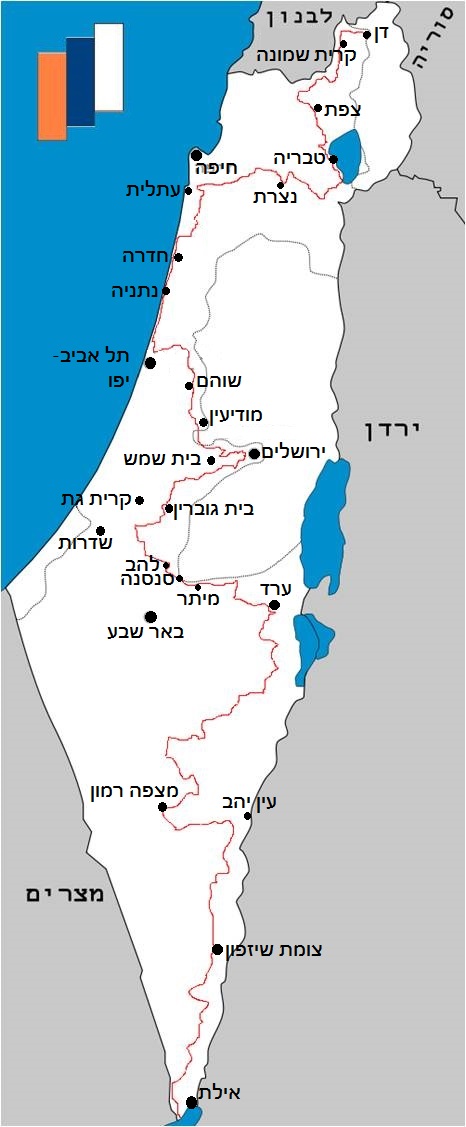 לבנון
סוריה
דן
קרית שמונה
צפת
טבריה
חיפה
נצרת
עתלית
חדרה
נתניה
תל אביב-
יפו
שוהם
מודיעין
ירדן
ירושלים
בית שמש
קרית גת
בית גוברין
שדרות
להב
סנסנה
מיתר
ערד
באר שבע
מצפה רמון
עין יהב
מצרים
צומת שיזפון
אילת